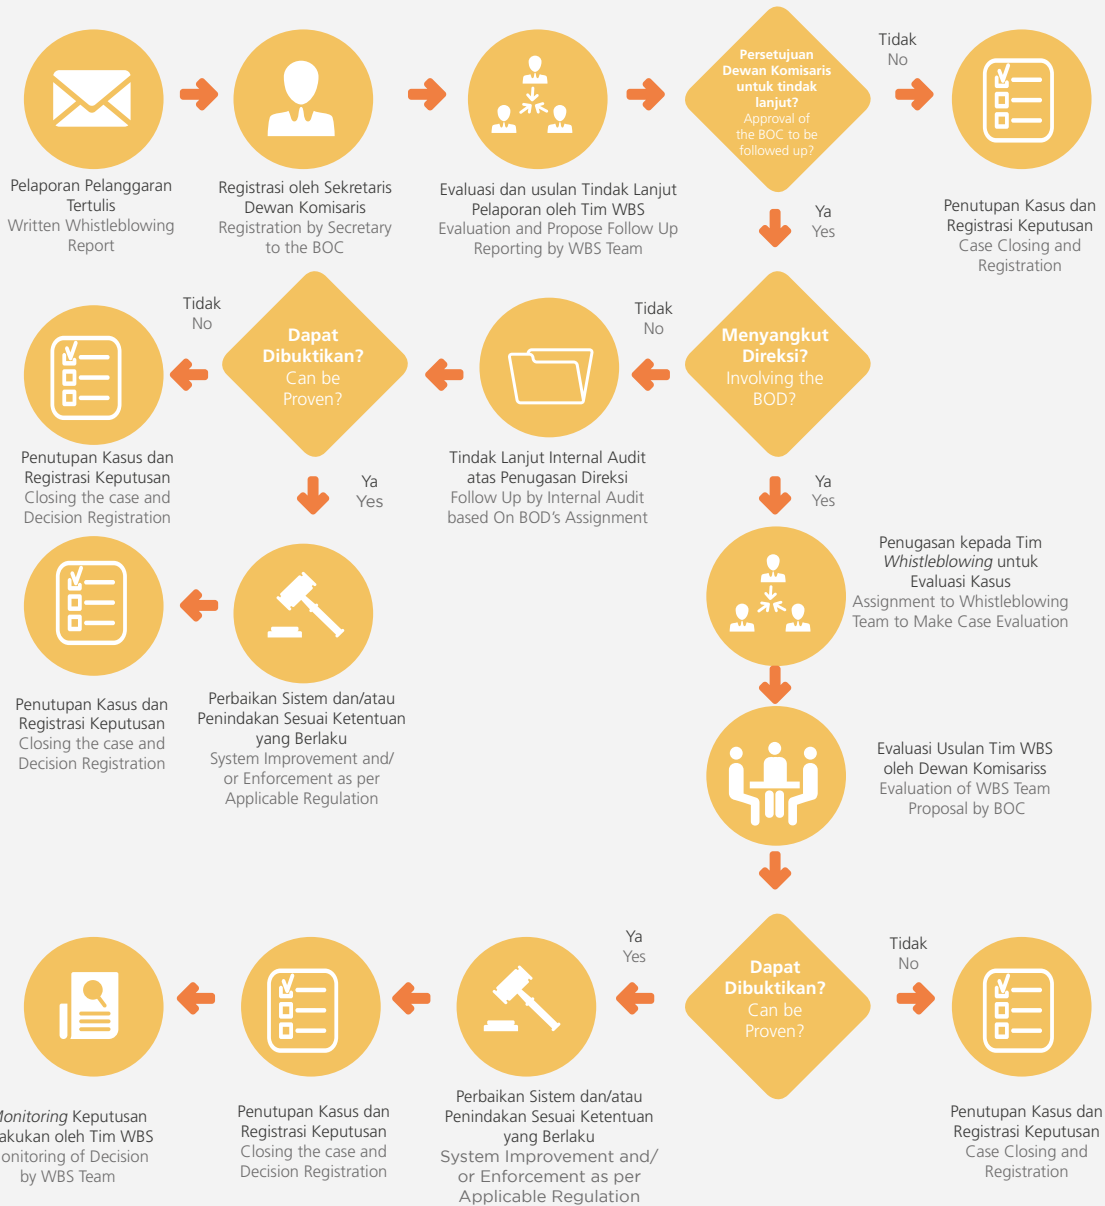 Pelaporan Pelanggaran
Tertulis
Written Whistleblowing
Report
Registrasi oleh Sekretaris
Dewan Komisaris
Registration by Secretary
to the BOC
Evaluasi dan usulan Tindak Lanjut
Pelaporan oleh Tim WBS
Evaluation and Propose Follow Up
Reporting by WBS Team
Persetujuan
Dewan Komisaris
untuk tindak
lanjut?
Approval of
the BOC to be
followed up?
Tidak
No
Penutupan Kasus dan
Registrasi Keputusan
Case Closing and
Registration
Ya
Yes
Menyangkut
Direksi?
Involving the
BOD?
Tidak
No
Tindak Lanjut Internal Audit
atas Penugasan Direksi
Follow Up by Internal Audit
based On BOD's Assignment
Dapat
Dibuktikan?
Can be
Proven?
Tidak
No
Penutupan Kasus dan
Registrasi Keputusan
Closing the case and
Decision Registration
Ya
Yes
Perbaikan Sistem dan/atau
Penindakan Sesuai Ketentuan
yang Berlaku
System Improvement and/
or Enforcement as per
Applicable Regulation
Penutupan Kasus dan
Registrasi Keputusan
Closing the case and
Decision Registration
Ya
Yes
Penugasan kepada Tim
Whistleblowing untuk
Evaluasi Kasus
Assignment to Whistleblowing
Team to Make Case Evaluation
Evaluasi Usulan Tim WBS
oleh Dewan Komisariss
Evaluation of WBS Team
Proposal by BOC
Dapat
Dibuktikan?
Can be
Proven?
Tidak
No
Penutupan Kasus dan
Registrasi Keputusan
Case Closing and
Registration
Ya
Yes
Perbaikan Sistem dan/atau
Penindakan Sesuai Ketentuan
yang Berlaku
System Improvement and/
or Enforcement as per
Applicable Regulation
Penutupan Kasus dan
Registrasi Keputusan
Closing the case and
Decision Registration
Keputusan
oleh Tim WBS
of Decision
by WBS Team